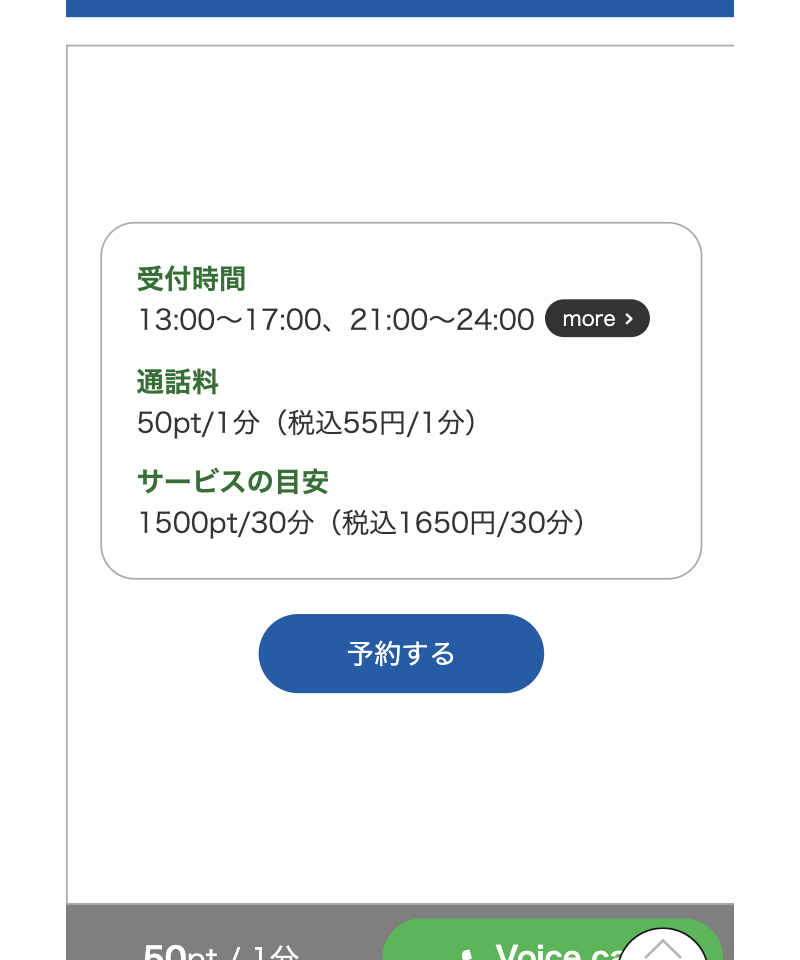 受付時間
13:00〜17:00、21:00〜24:00 more
通話料
50pt/1分（税込55円/1分）
サービスの目安
1500pt/30分（税込1650円/30分）
予約する
50pt / 1分 Voice